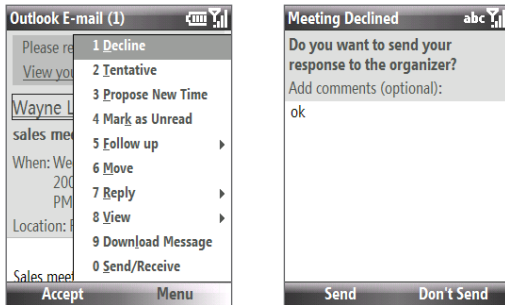 Outlook E-mail (1)
Please re
View you
Wayne L
sales mee
When: We
200
PM
Location: F
Sales meet
1 Decline
2 Tentative
3 Propose New Time
4 Mark as Unread
5 Follow up
6 Move
7 Reply
8 View
9 Download Message
0 Send/Receive
Accept Menu
Meeting Declined abc
Do you want to send your
response to the organizer?
Add comments (optional):
ok
Send Don't Send